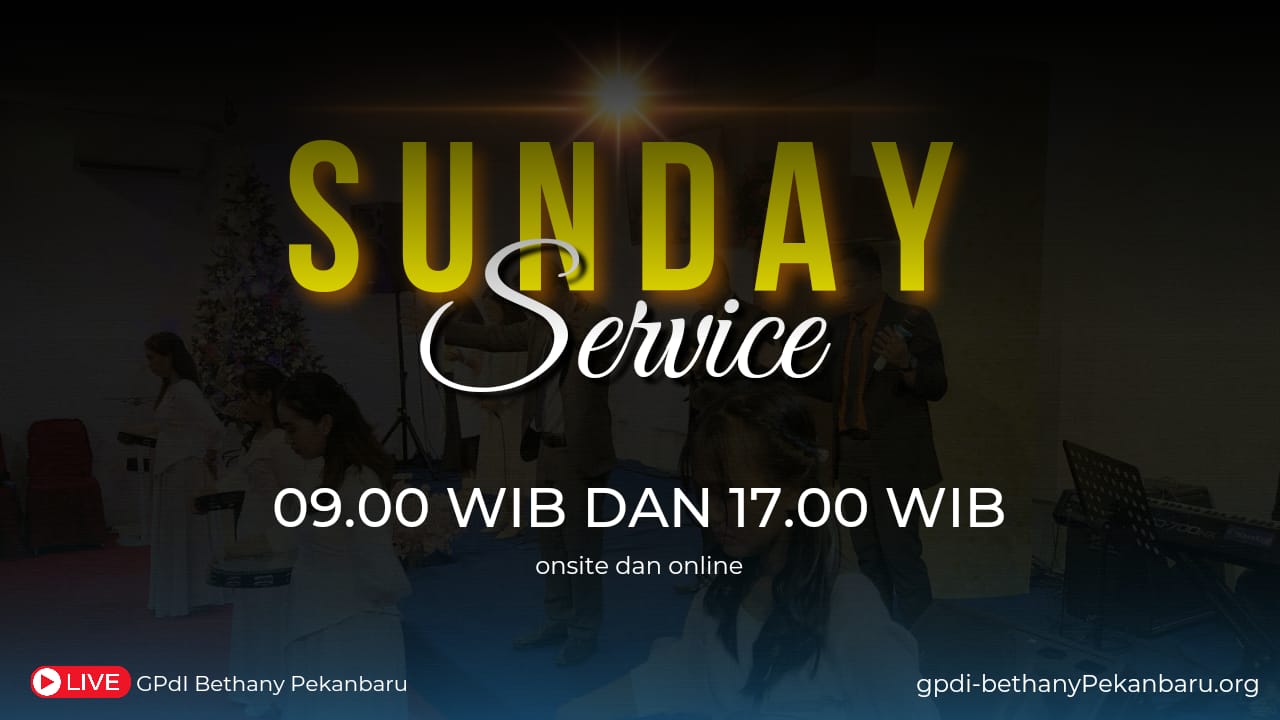 SUNDAY
Service
09.00 WIB DAN 17.00 WIB
onsite dan online
LIVE GPdI Bethany Pekanbaru
gpdi-bethanyPekanbaru.org